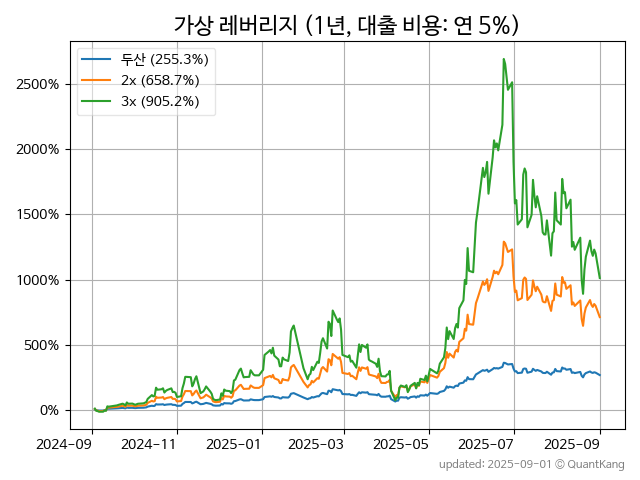 가상 레버리지 (1년, 대출 비용: 연 5%)
두산 (255.3%)
2x (658.7%)
3x (905.2%)
2500%
2000%
1500%
1000%
500%
0%
2024-09 2024-11 2025-01 2025-03 2025-05 2025-07 2025-09
updated: 2025-09-01 © QuantKang